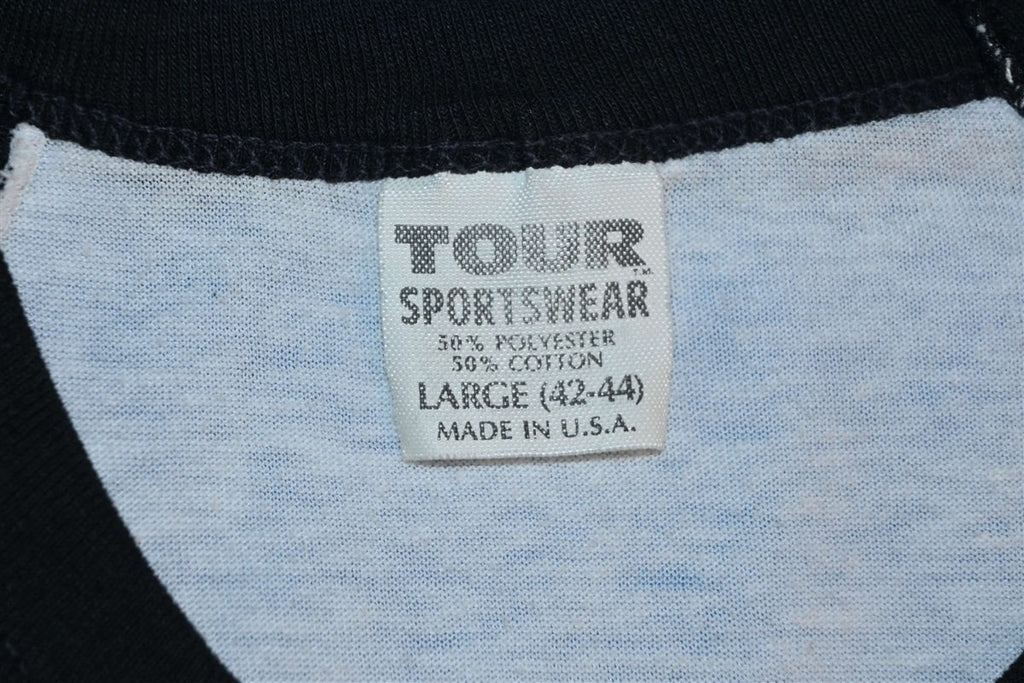 TOUR
T.M.
SPORTSWEAR
50% POLYESTER
50% COTTON
LARGE (42-44)
MADE IN U.S.A.